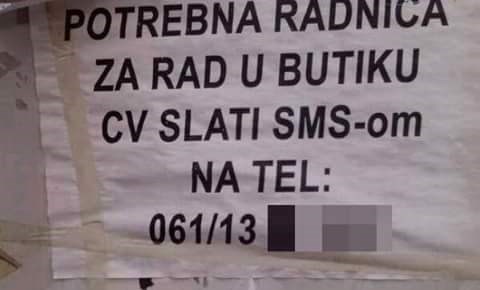 POTREBNA RADNICA
ZA RAD U BUTIKU
CV SLATI SMS-om
NA TEL:
061/13